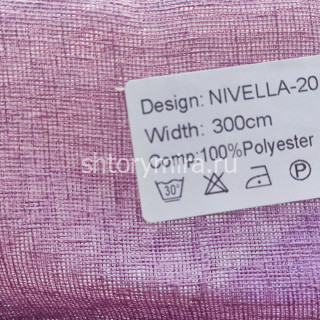 Design: NIVELLA-20
Width: 300cm
shtorymira.ru
Comp:100%Polyester
30°
P